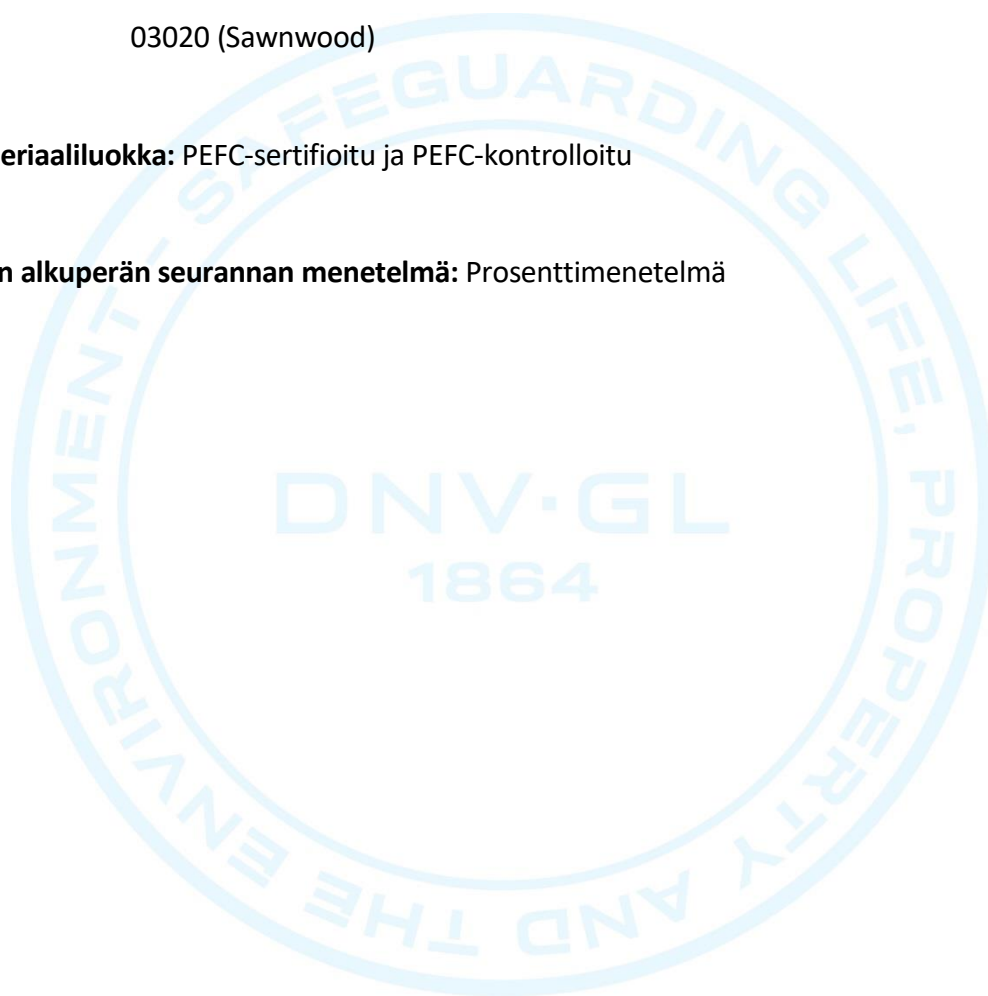 03020 (Sawnwood)
eriaaliluokka: PEFC-sertifioitu ja PEFC-kontrolloitu
n alkuperän seurannan menetelmä: Prosenttimenetelmä
SAFEGUARDING LIFE, PROPERTY AND THE ENVIRONMENT
DNV·GL
1864